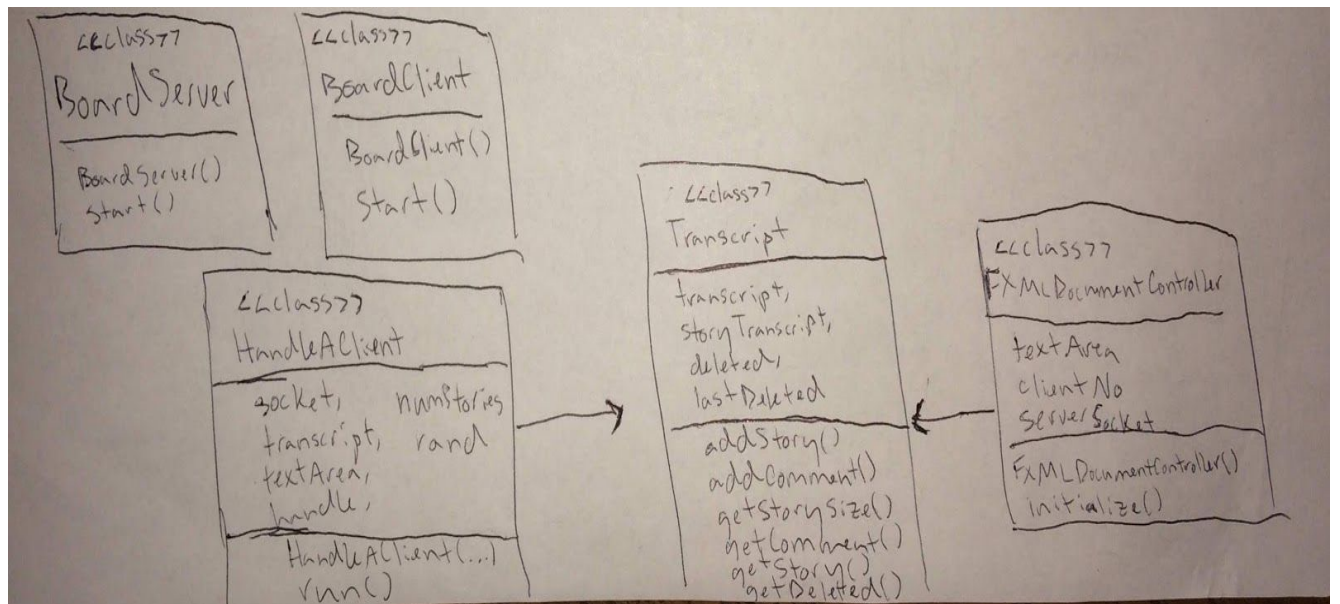 <<class>>
BoardServer
BoardServer()
start()
<<class>>
BoardClient
BoardClient()
Start()
<<class>>
HandleAClient
socket, numStories
transcript, rand
textArea,
handle,
HandleAClient(...)
run()
<<class>>
Transcript
transcript,
storyTranscript,
deleted,
lastDeleted
addStory()
addComment()
getStorySize()
getComment()
getStory()
getDeleted()
<<class>>
FXMLDocumentController
textArea
clientNo
serverSocket
FXMLDocumentController()
initialize()